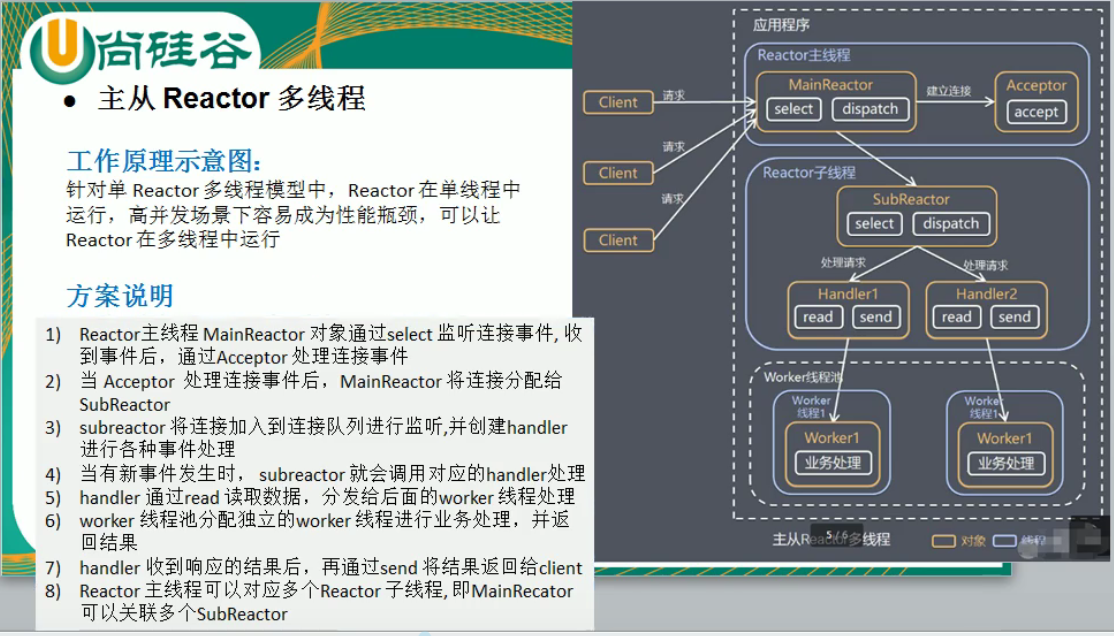 尚硅谷
● 主从 Reactor 多线程
工作原理示意图:
针对单 Reactor 多线程模型中，Reactor 在单线程中
运行，高并发场景下容易成为性能瓶颈，可以让
Reactor 在多线程中运行
方案说明
1) Reactor主线程 MainReactor 对象通过select 监听连接事件, 收
到事件后，通过Acceptor 处理连接事件
2) 当 Acceptor 处理连接事件后，MainReactor 将连接分配给
SubReactor
3) subreactor 将连接加入到连接队列进行监听,并创建handler
进行各种事件处理
4) 当有新事件发生时， subreactor 就会调用对应的handler处理
5) handler 通过read 读取数据，分发给后面的worker 线程处理
6) worker 线程池分配独立的worker 线程进行业务处理，并返
回结果
7) handler 收到响应的结果后，再通过send 将结果返回给client
8) Reactor 主线程可以对应多个Reactor 子线程, 即MainRecator
可以关联多个SubReactor
应用程序
Reactor主线程
MainReactor
select dispatch
建立连接
Acceptor
accept
Client
请求
Client
请求
Client
请求
Reactor子线程
SubReactor
select dispatch
处理请求
处理请求
Handler1
read send
Handler2
read send
Worker线程池
Worker
线程1
Worker1
业务处理
Worker
线程1
Worker1
业务处理
主从Reactor多线程
5 / 6
对象
线程